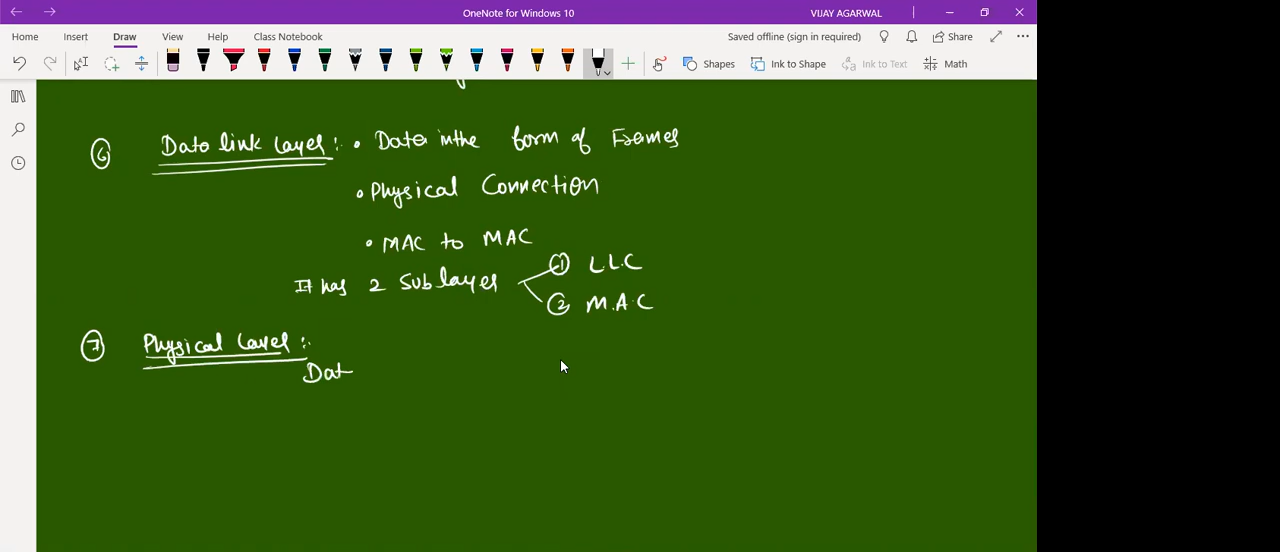 OneNote for Windows 10
VIJAY AGARWAL
Home Insert Draw View Help Class Notebook
Saved offline (sign in required)
Share
Shapes
Ink to Shape
Ink to Text
Math
⑥ Data link Layer :- • Data in the form of Frames
• Physical Connection
• MAC to MAC
It has 2 Sublayer ① L.L.C
② M.A.C
⑦ Physical Layer :-
Dat